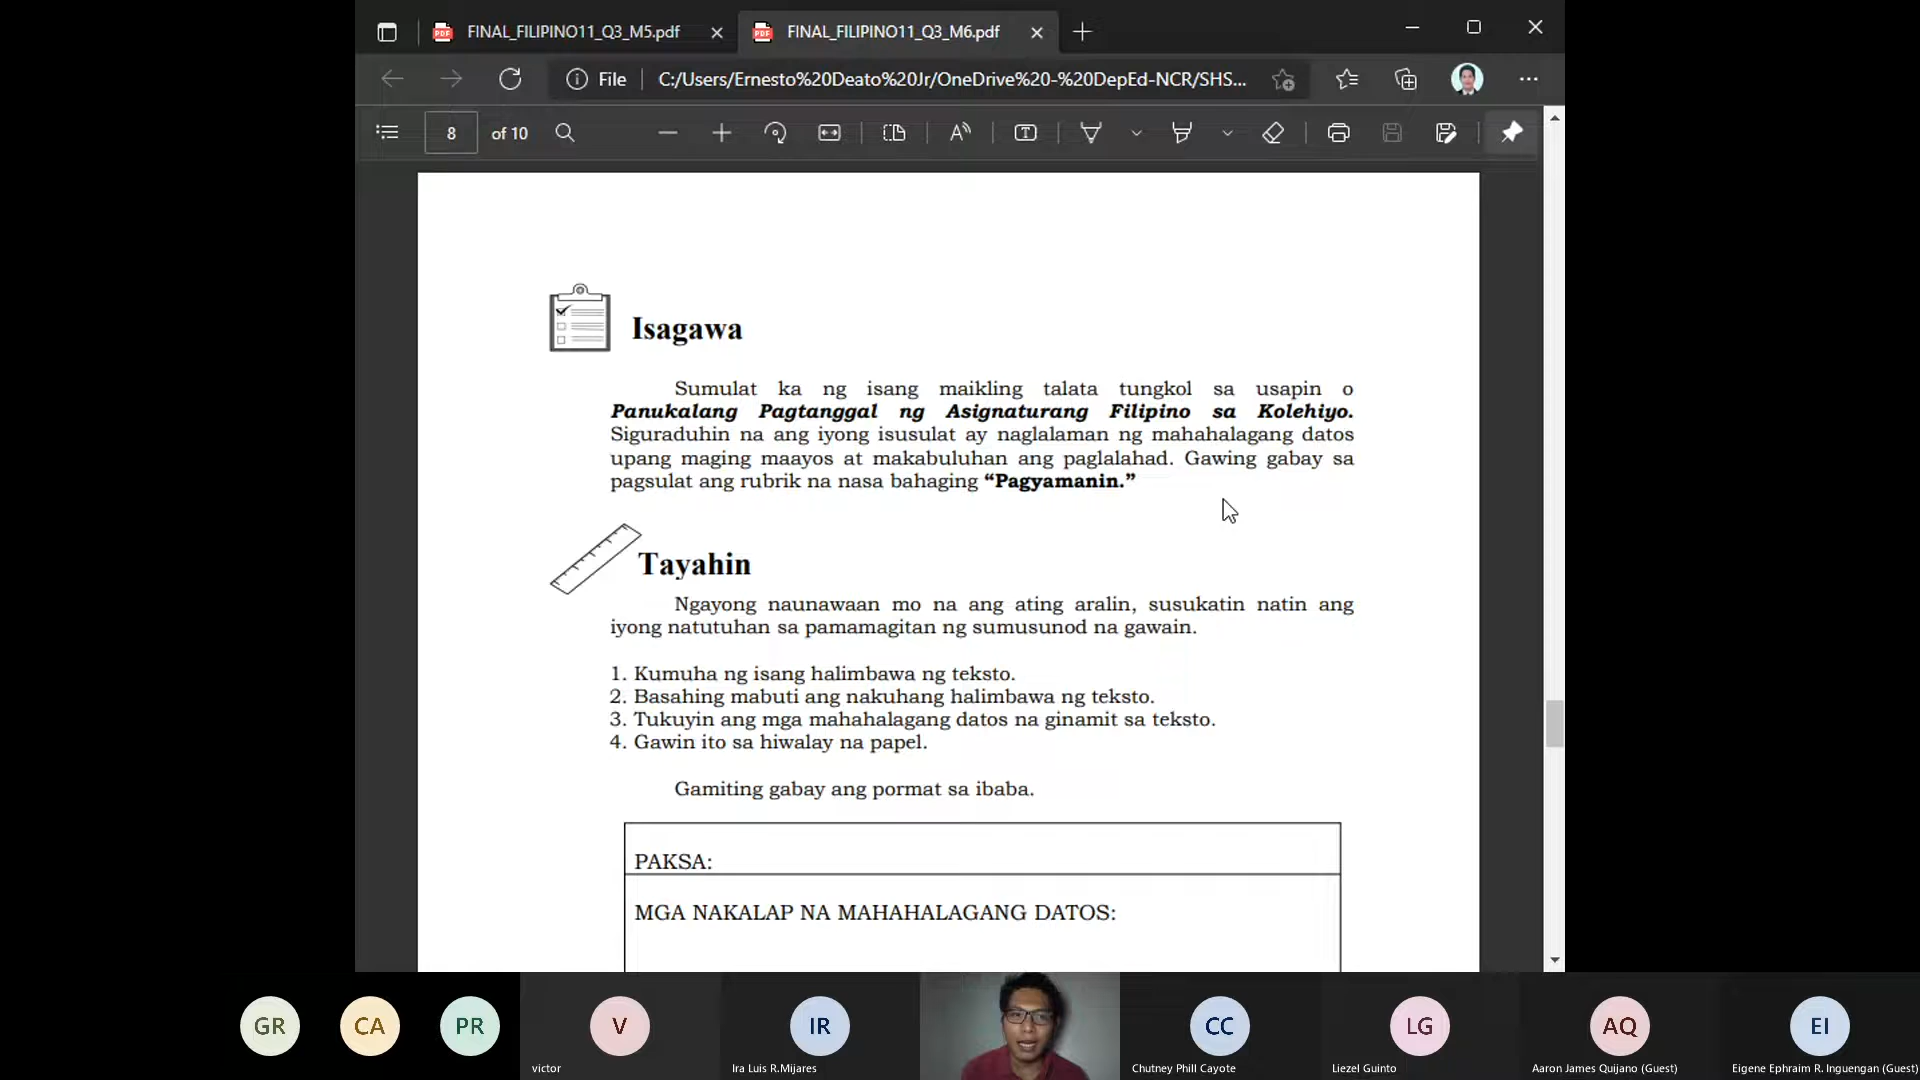 FINAL_FILIPINO11_Q3_M5.pdf
FINAL_FILIPINO11_Q3_M6.pdf
File
C:/Users/Ernesto%20Deato%20Jr/OneDrive%20-%20DepEd-NCR/SHS...
8 of 10
Isagawa
Sumulat ka ng isang maikling talata tungkol sa usapin o
Panukalang Pagtanggal ng Asignaturang Filipino sa Kolehiyo.
Siguraduhin na ang iyong isusulat ay naglalaman ng mahahalagang datos
upang maging maayos at makabuluhan ang paglalahad. Gawing gabay sa
pagsulat ang rubrik na nasa bahaging “Pagyamanin.”
Tayahin
Ngayong naunawaan mo na ang ating aralin, susukatin natin ang
iyong natutuhan sa pamamagitan ng sumusunod na gawain.
1. Kumuha ng isang halimbawa ng teksto.
2. Basahing mabuti ang nakuhang halimbawa ng teksto.
3. Tukuyin ang mga mahahalagang datos na ginamit sa teksto.
4. Gawin ito sa hiwalay na papel.
Gamiting gabay ang pormat sa ibaba.
PAKSA:
MGA NAKALAP NA MAHAHALAGANG DATOS:
GR
CA
PR
V
IR
CC
LG
AQ
EI
victor
Ira Luis R.Mijares
Chutney Phill Cayote
Liezel Guinto
Aaron James Quijano (Guest)
Eigene Ephraim R. Inguengan (Guest)